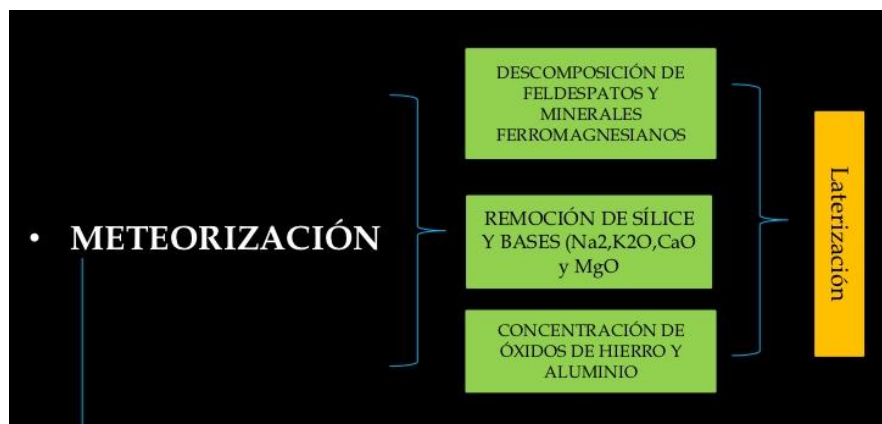 • METEORIZACIÓN
DESCOMPOSICIÓN DE
FELDESPATOS Y
MINERALES
FERROMAGNESIANOS
REMOCIÓN DE SÍLICE
Y BASES (Na2,K2O,CaO
y MgO
CONCENTRACIÓN DE
ÓXIDOS DE HIERRO Y
ALUMINIO
Laterización